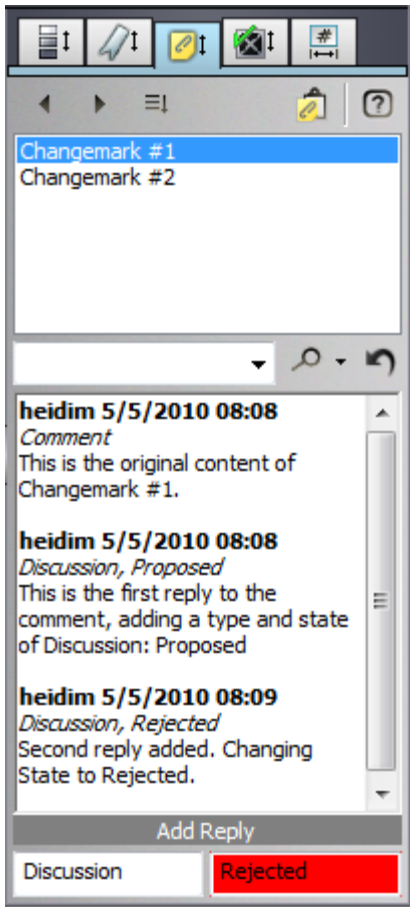 #
?
Changemark #1
Changemark #2
heidim 5/5/2010 08:08
Comment
This is the original content of
Changemark #1.
heidim 5/5/2010 08:08
Discussion, Proposed
This is the first reply to the
comment, adding a type and state
of Discussion: Proposed
heidim 5/5/2010 08:09
Discussion, Rejected
Second reply added. Changing
State to Rejected.
Add Reply
Discussion
Rejected